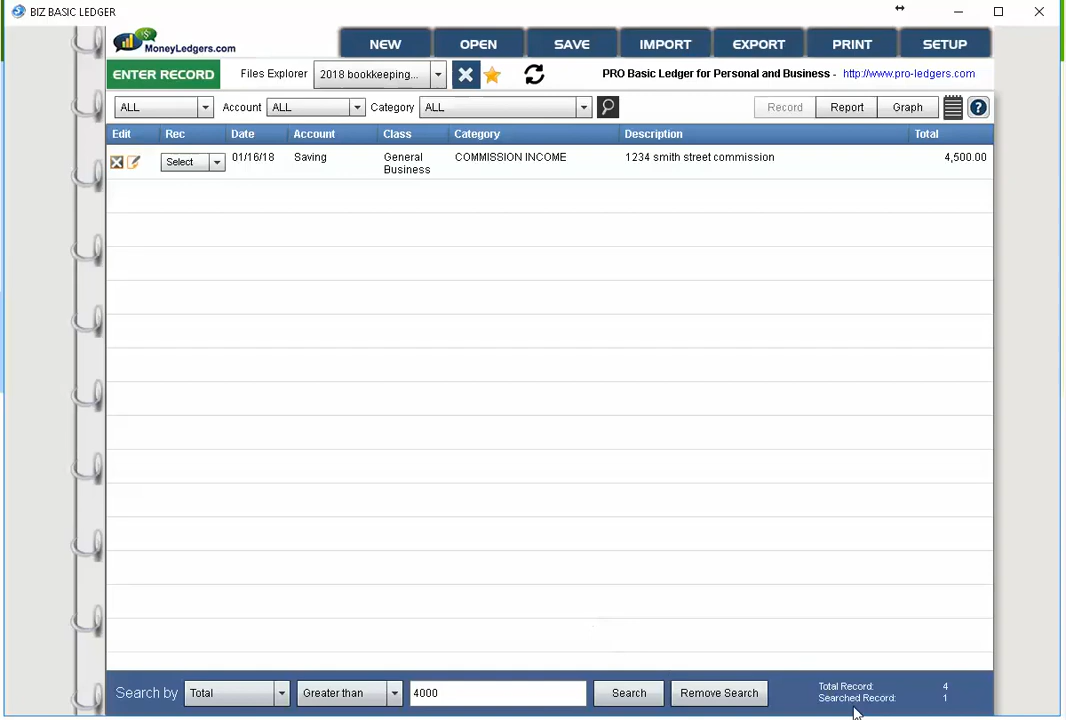 BIZ BASIC LEDGER
MoneyLedgers.com
NEW OPEN SAVE IMPORT EXPORT PRINT SETUP
ENTER RECORD Files Explorer 2018 bookkeeping... PRO Basic Ledger for Personal and Business - http://www.pro-ledgers.com
ALL Account ALL Category ALL Record Report Graph ?
Edit Rec Date Account Class Category Description Total
Select 01/16/18 Saving General COMMISSION INCOME 1234 smith street commission 4,500.00
Business
Search by Total Greater than 4000 Search Remove Search
Total Record: 4
Searched Record: 1